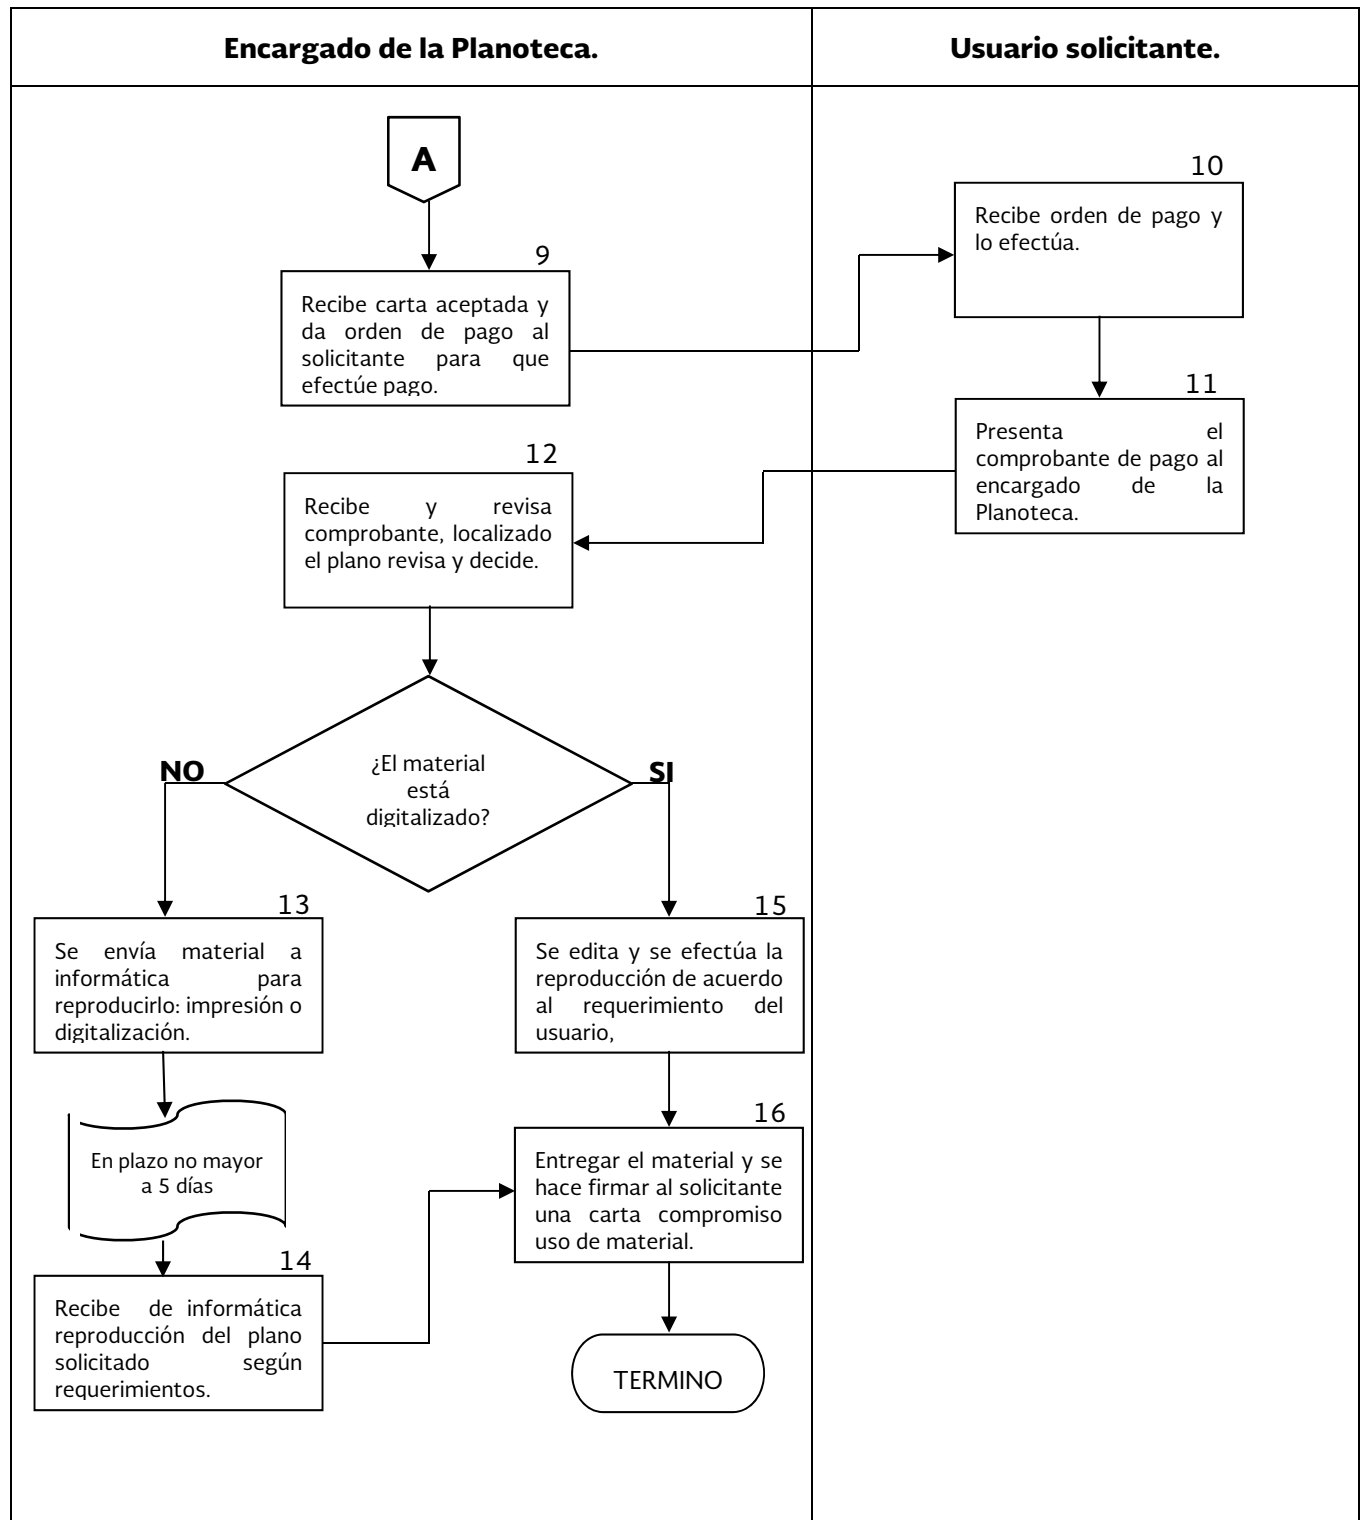 Encargado de la Planoteca.
Usuario solicitante.
A
9
Recibe carta aceptada y
da orden de pago al
solicitante para que
efectúe pago.
10
Recibe orden de pago y
lo efectúa.
11
Presenta el
comprobante de pago al
encargado de la
Planoteca.
12
Recibe y revisa
comprobante, localizado
el plano revisa y decide.
¿El material
está
digitalizado?
NO
SI
13
Se envía material a
informática para
reproducirlo: impresión o
digitalización.
15
Se edita y se efectúa la
reproducción de acuerdo
al requerimiento del
usuario,
En plazo no mayor
a 5 días
14
Recibe de informática
reproducción del plano
solicitado según
requerimientos.
16
Entregar el material y se
hace firmar al solicitante
una carta compromiso
uso de material.
TERMINO